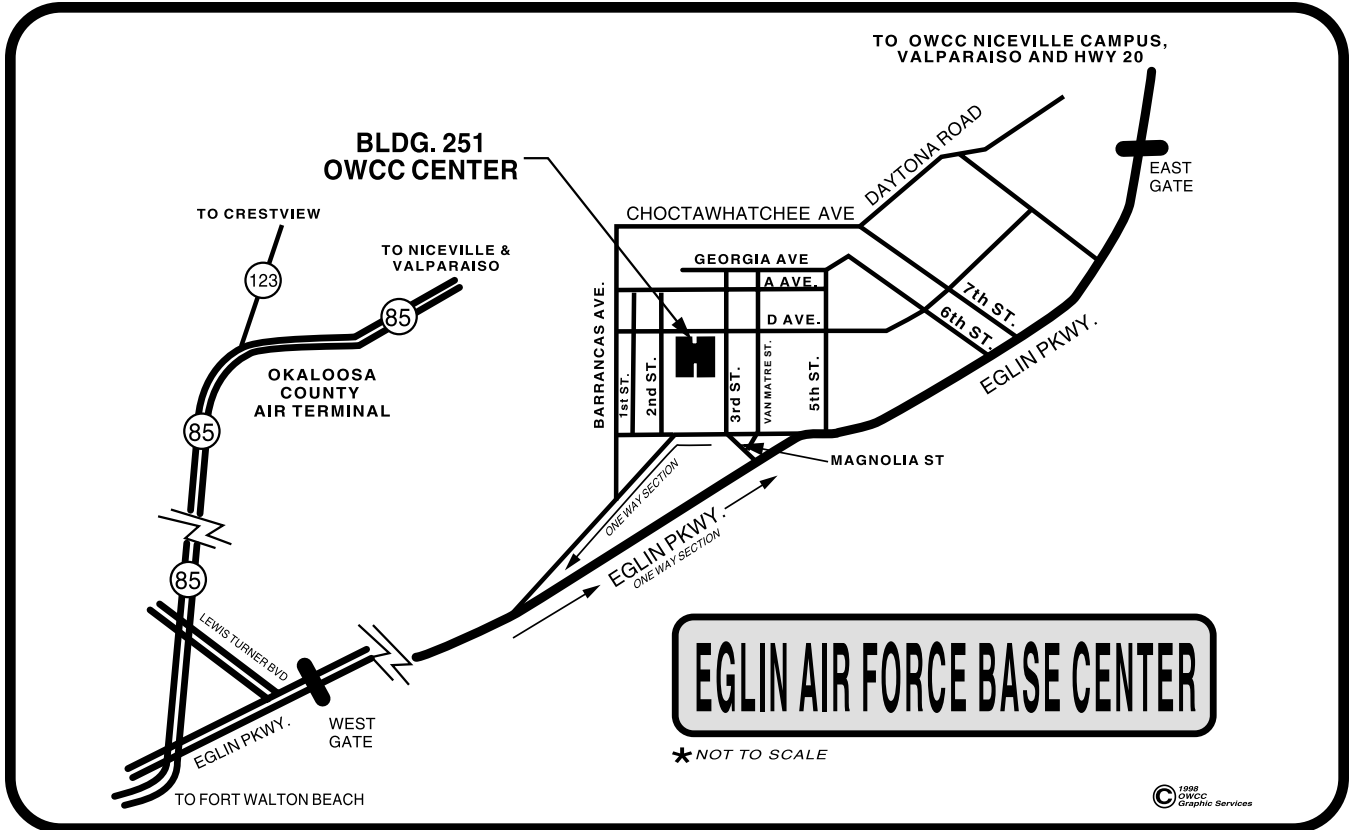 TO OWCC NICEVILLE CAMPUS,
VALPARAISO AND HWY 20
BLDG. 251
OWCC CENTER
DAYTONA ROAD
EAST
GATE
TO CRESTVIEW
CHOCTAWHATCHEE AVE
TO NICEVILLE &
VALPARAISO
GEORGIA AVE
123
A AVE.
85
BARRANCAS AVE.
D AVE.
7th ST.
6th ST.
EGLIN PKWY.
OKALOOSA
COUNTY
AIR TERMINAL
1st ST.
2nd ST.
3rd ST.
VAN MATRE ST.
5th ST.
85
MAGNOLIA ST
ONE WAY SECTION
EGLIN PKWY.
ONE WAY SECTION
85
LEWIS TURNER BVD
EGLIN AIR FORCE BASE CENTER
WEST
GATE
EGLIN PKWY.
*NOT TO SCALE
TO FORT WALTON BEACH
© 1998
OWCC
Graphic Services